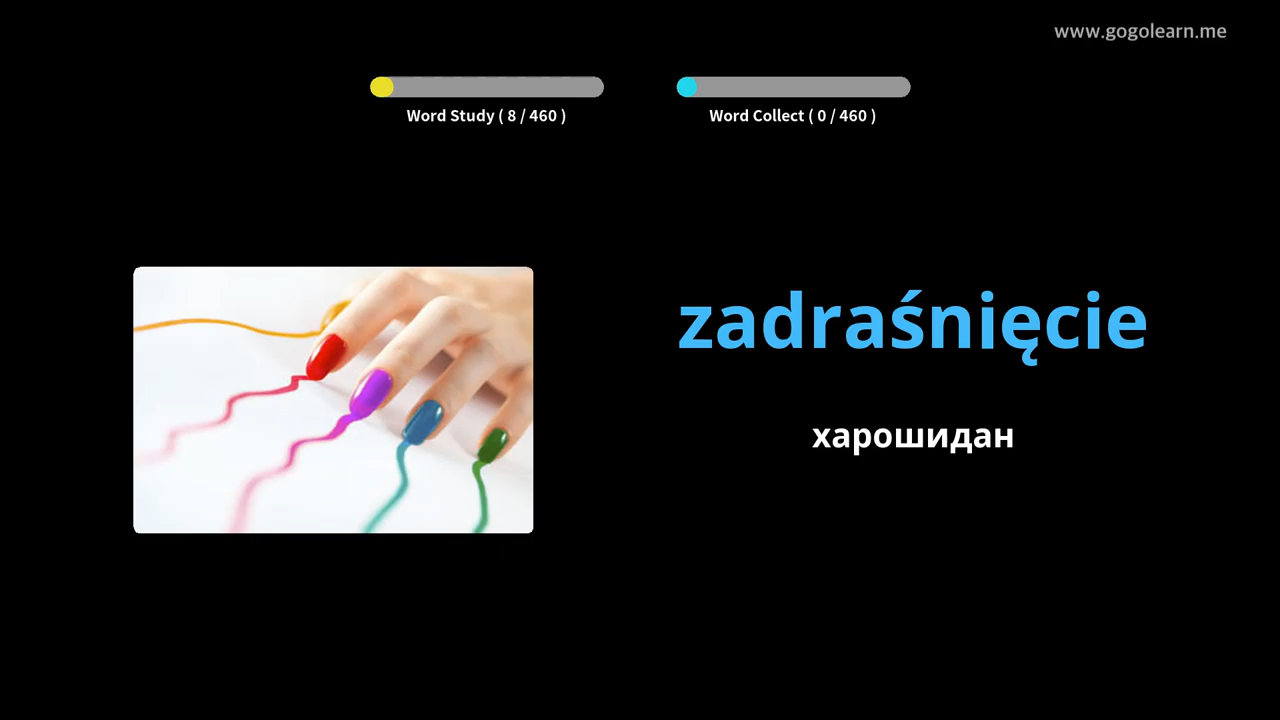 www.gogolearn.me
Word Study ( 8 / 460 )
Word Collect ( 0 / 460 )
zadraśnięcie
харошидан